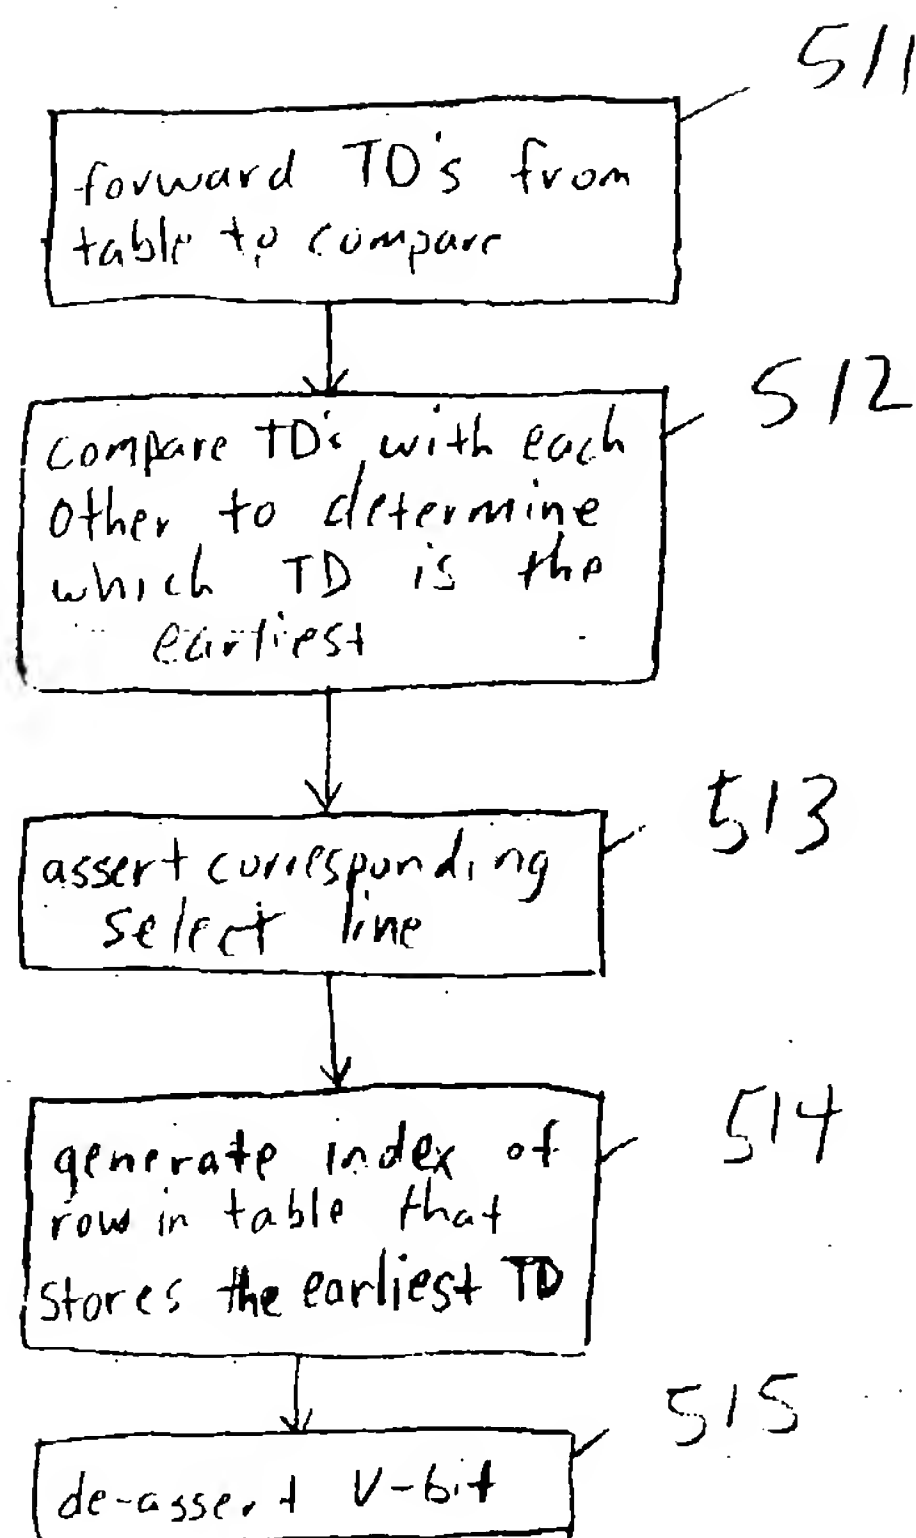 511
forward TD's from
table to compare
512
compare TD's with each
other to determine
which TD is the
earliest
513
assert corresponding
select line
514
generate index of
row in table that
stores the earliest TD
515
de-assert V-bit